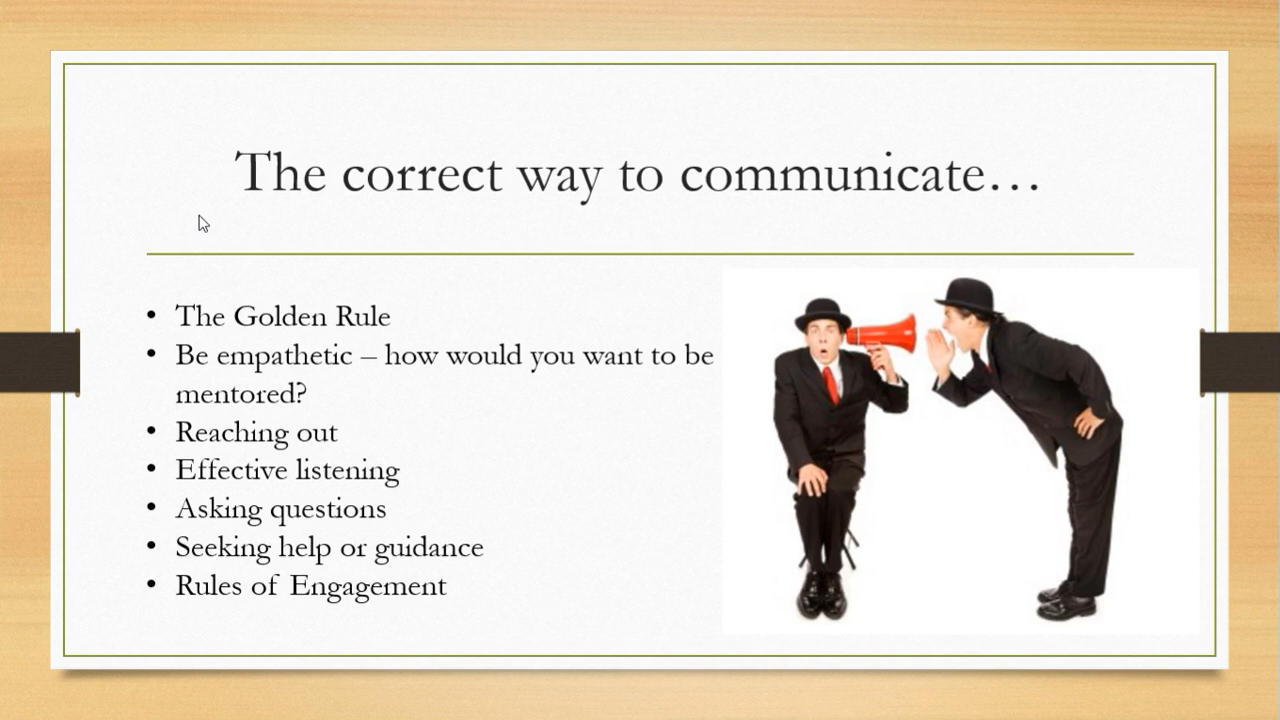 The correct way to communicate…
• The Golden Rule
• Be empathetic – how would you want to be
mentored?
• Reaching out
• Effective listening
• Asking questions
• Seeking help or guidance
• Rules of Engagement